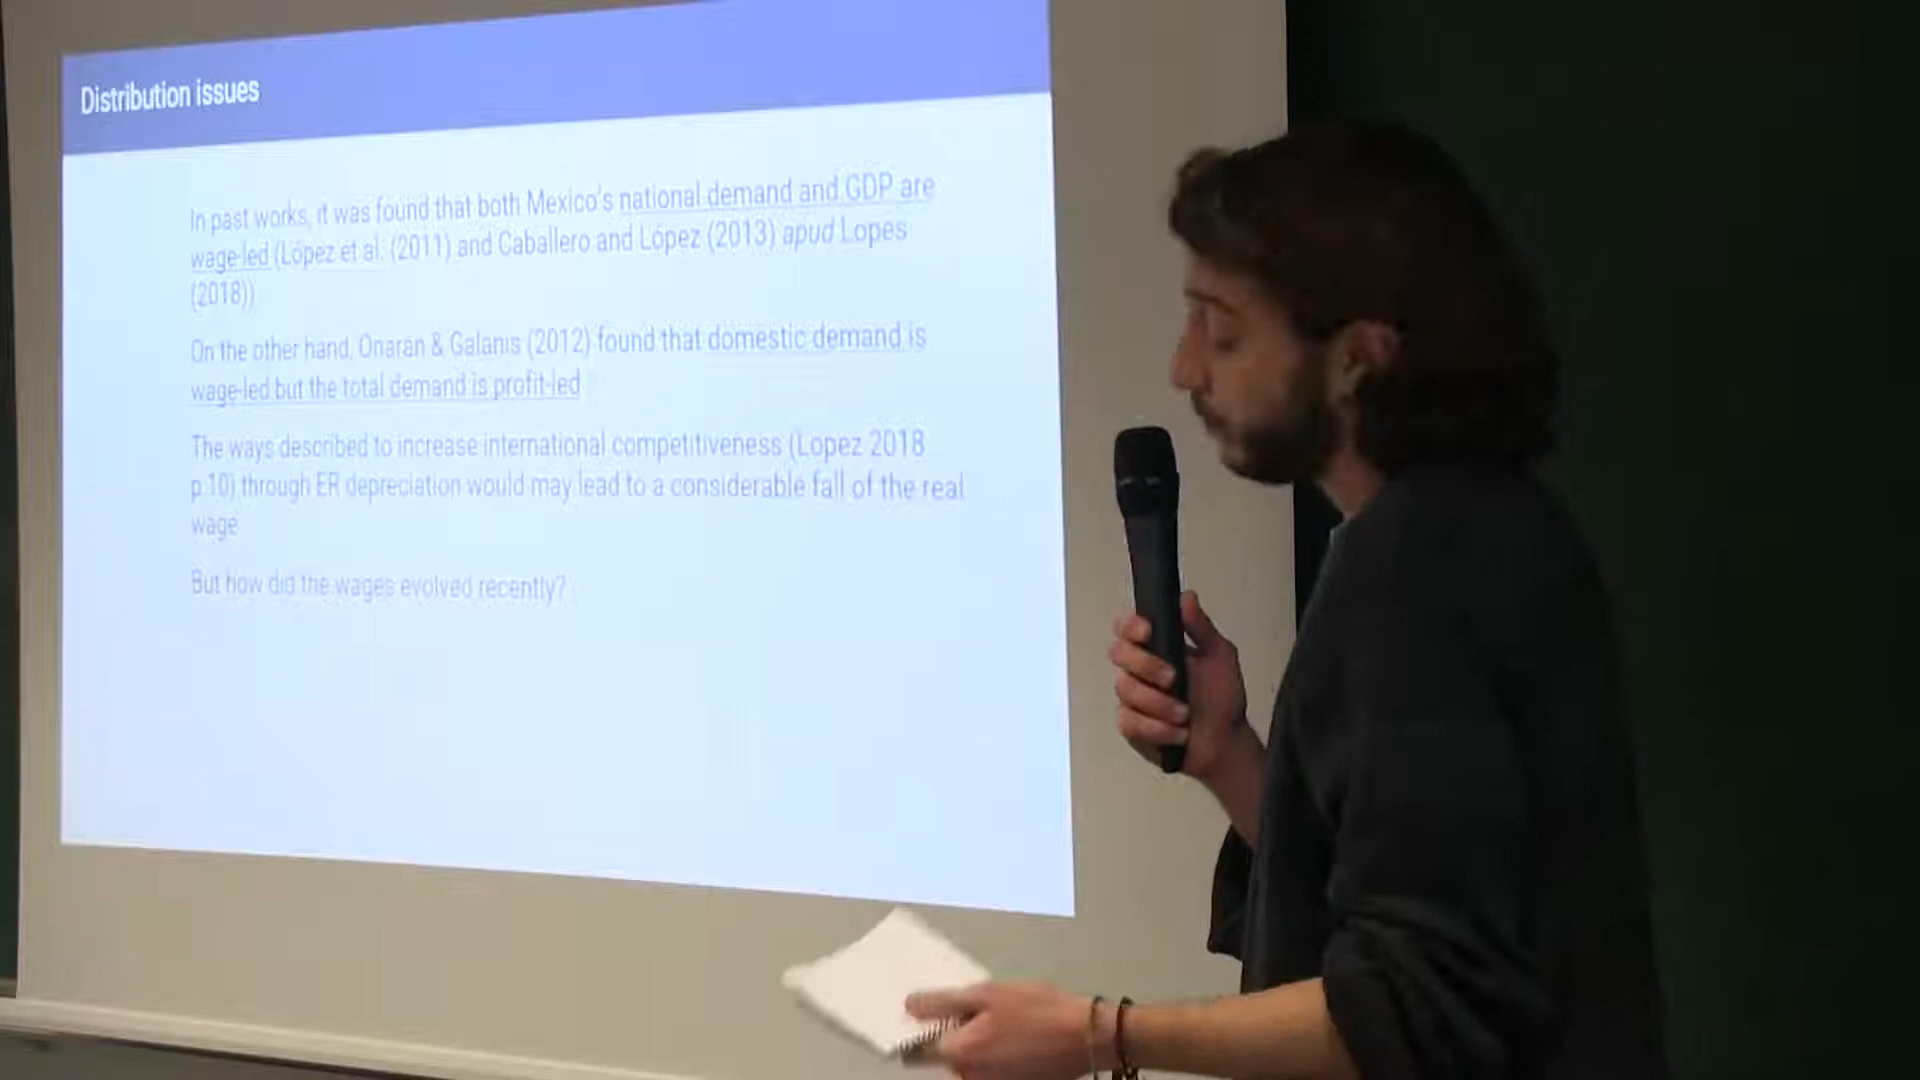 Distribution issues
In past works, it was found that both Mexico's national demand and GDP are
wage-led (López et al. (2011) and Caballero and López (2013) apud Lopes
(2018))
On the other hand, Onaran & Galanis (2012) found that domestic demand is
wage-led but the total demand is profit-led
The ways described to increase international competitiveness (Lopez 2018
p.10) through ER depreciation would may lead to a considerable fall of the real
wage
But how did the wages evolved recently?